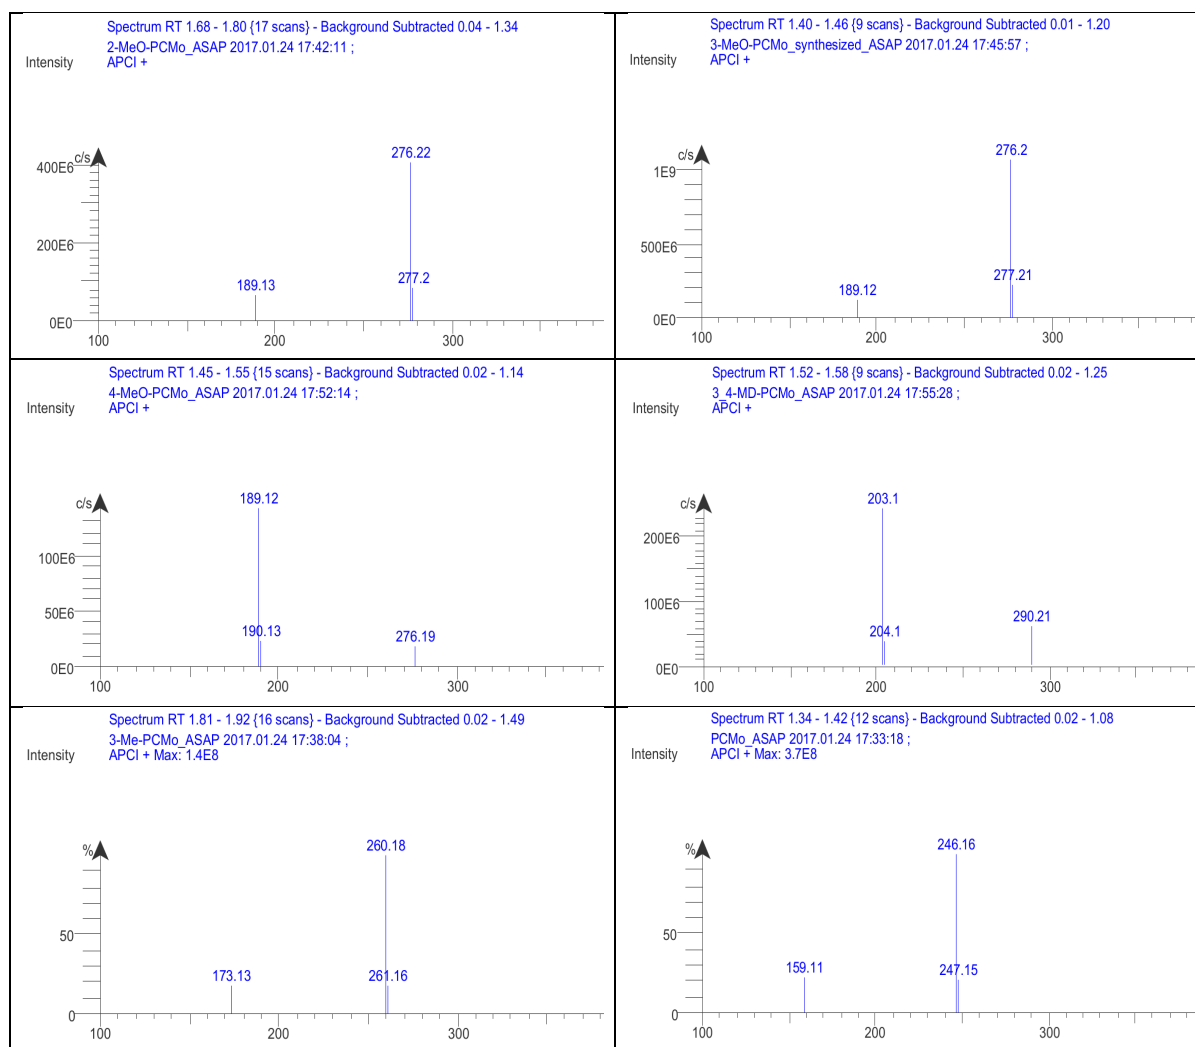 Spectrum RT 1.68 - 1.80 {17 scans} - Background Subtracted 0.04 - 1.34
2-MeO-PCMo_ASAP 2017.01.24 17:42:11 ;
Intensity
APCI +
c/s
400E6
200E6
0E0
276.22
277.2
189.13
100
200
300
Spectrum RT 1.40 - 1.46 {9 scans} - Background Subtracted 0.01 - 1.20
3-MeO-PCMo_synthesized_ASAP 2017.01.24 17:45:57 ;
Intensity
APCI +
c/s
1E9
500E6
0E0
276.2
277.21
189.12
100
200
300
Spectrum RT 1.45 - 1.55 {15 scans} - Background Subtracted 0.02 - 1.14
4-MeO-PCMo_ASAP 2017.01.24 17:52:14 ;
Intensity
APCI +
c/s
100E6
50E6
0E0
189.12
190.13
276.19
100
200
300
Spectrum RT 1.52 - 1.58 {9 scans} - Background Subtracted 0.02 - 1.25
3_4-MD-PCMo_ASAP 2017.01.24 17:55:28 ;
Intensity
APCI +
c/s
200E6
100E6
0E0
203.1
204.1
290.21
100
200
300
Spectrum RT 1.81 - 1.92 {16 scans} - Background Subtracted 0.02 - 1.49
3-Me-PCMo_ASAP 2017.01.24 17:38:04 ;
Intensity
APCI + Max: 1.4E8
%
50
0
260.18
261.16
173.13
100
200
300
Spectrum RT 1.34 - 1.42 {12 scans} - Background Subtracted 0.02 - 1.08
PCMo_ASAP 2017.01.24 17:33:18 ;
Intensity
APCI + Max: 3.7E8
%
50
0
246.16
247.15
159.11
100
200
300